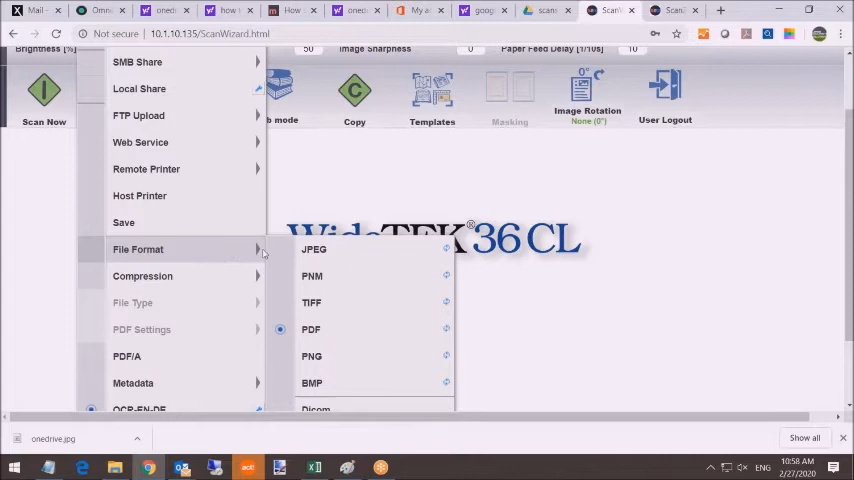 Mail -
Omni
oned
how t
How
oned
My a
goog
scan
Scan
Scan
Not secure | 10.1.10.135/ScanWizard.html
Brightness [%] 50 Image Sharpness 0 Paper Feed Delay [1/10s] 10
Scan Now
b mode
Copy
Templates
Masking
Image Rotation
None (0°)
User Logout
SMB Share
Local Share
FTP Upload
Web Service
Remote Printer
Host Printer
Save
File Format
Compression
File Type
PDF Settings
PDF/A
Metadata
OCR-EN-DE
JPEG
PNM
TIFF
PDF
PNG
BMP
Dicom
WideTEK® 36 CL
onedrive.jpg
Show all
act!
ENG
10:58 AM
2/27/2020